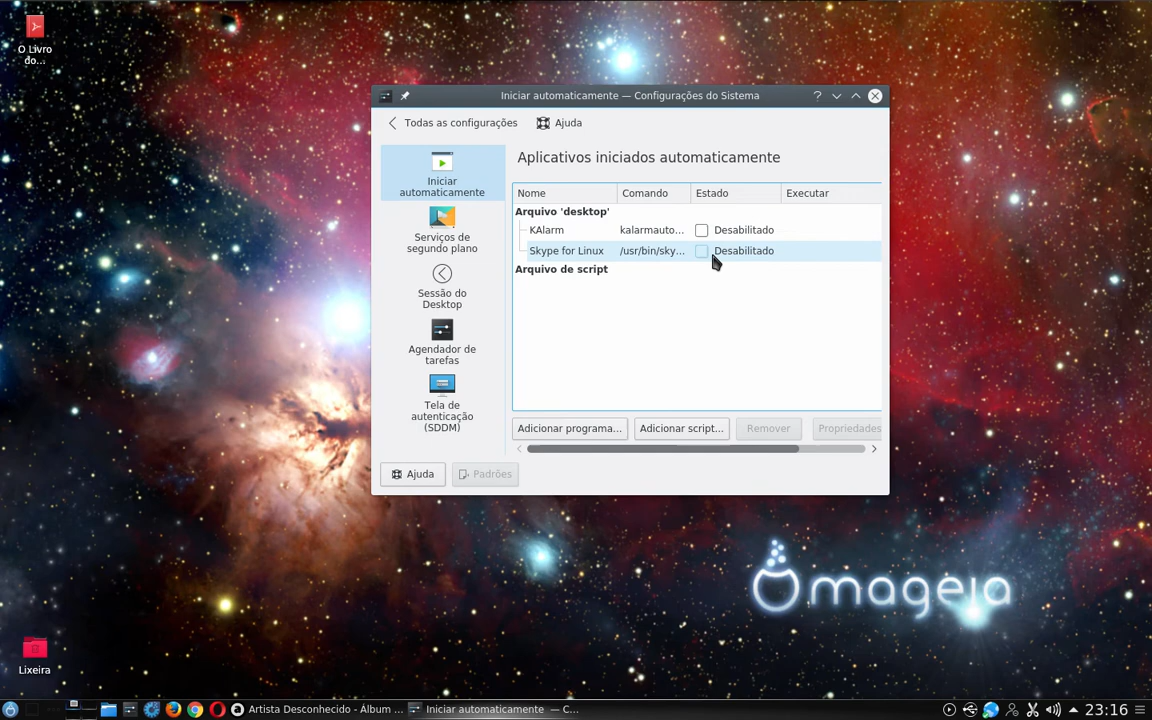 O Livro
do...
Iniciar automaticamente — Configurações do Sistema
Todas as configurações
Ajuda
Iniciar
automaticamente
Serviços de
segundo plano
Sessão do
Desktop
Agendador de
tarefas
Tela de
autenticação
(SDDM)
Aplicativos iniciados automaticamente
Nome Comando Estado Executar
Arquivo 'desktop'
KAlarm kalarmauto... Desabilitado
Skype for Linux /usr/bin/sky... Desabilitado
Arquivo de script
Adicionar programa... Adicionar script... Remover Propriedades
Ajuda Padrões
mageia
Lixeira
Artista Desconhecido - Álbum ... Iniciar automaticamente — C... 23:16